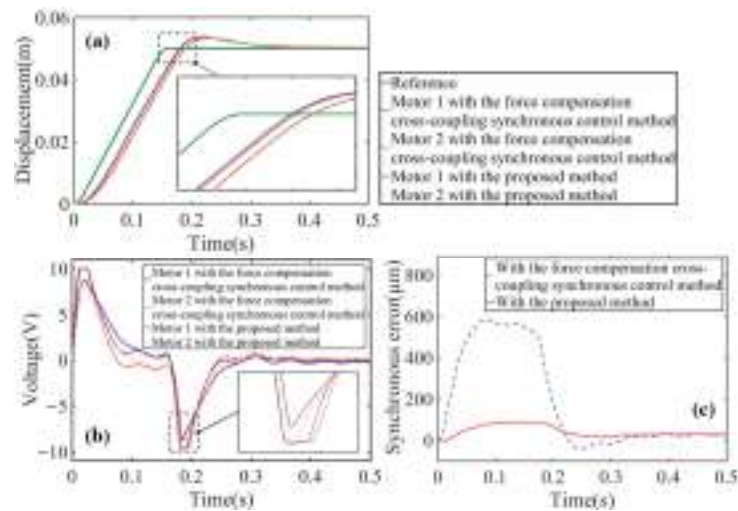 0.06
0.04
0.02
0
Displacement(m)
(a)
0 0.1 0.2 0.3 0.4 0.5
Time(s)
Reference
Motor 1 with the force compensation
cross-coupling synchronous control method
Motor 2 with the force compensation
cross-coupling synchronous control method
Motor 1 with the proposed method
Motor 2 with the proposed method
10
5
0
−5
−10
Voltage(V)
Motor 1 with the force compensation
cross-coupling synchronous control method
Motor 2 with the force compensation
cross-coupling synchronous control method
Motor 1 with the proposed method
Motor 2 with the proposed method
(b)
0 0.1 0.2 0.3 0.4 0.5
Time(s)
800
600
400
200
0
Synchronous error(μm)
With the force compensation cross-
coupling synchronous control method
With the proposed method
(c)
0 0.1 0.2 0.3 0.4 0.5
Time(s)